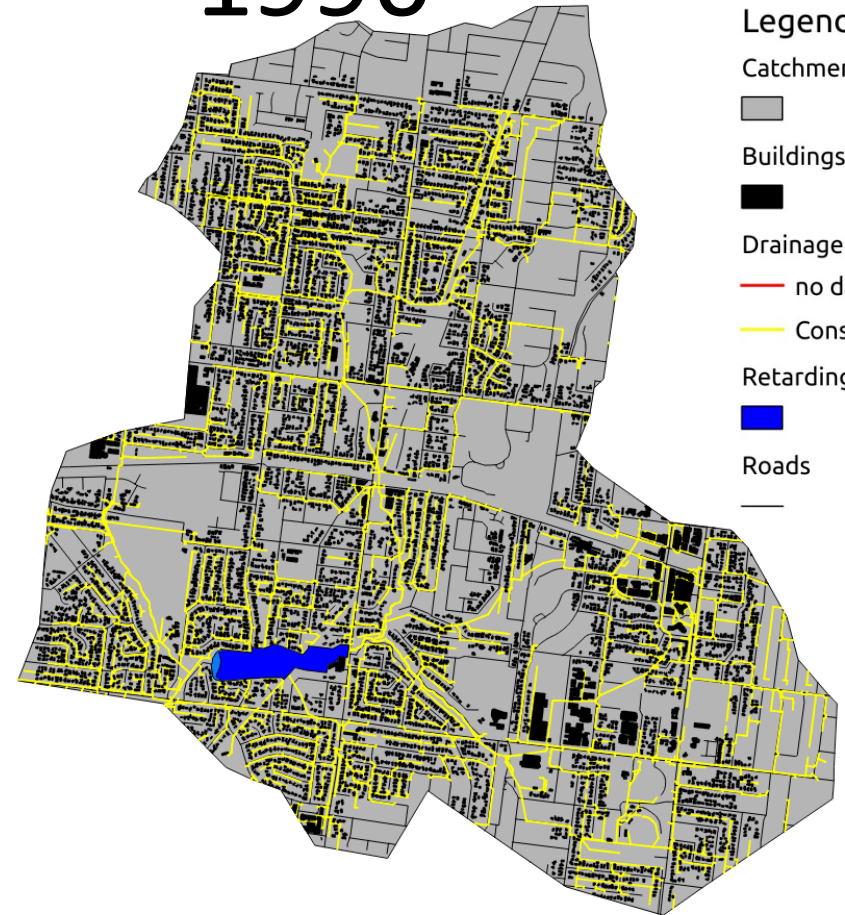 Legend
Catchmen
Buildings
Drainage
no d
Cons
Retarding
Roads